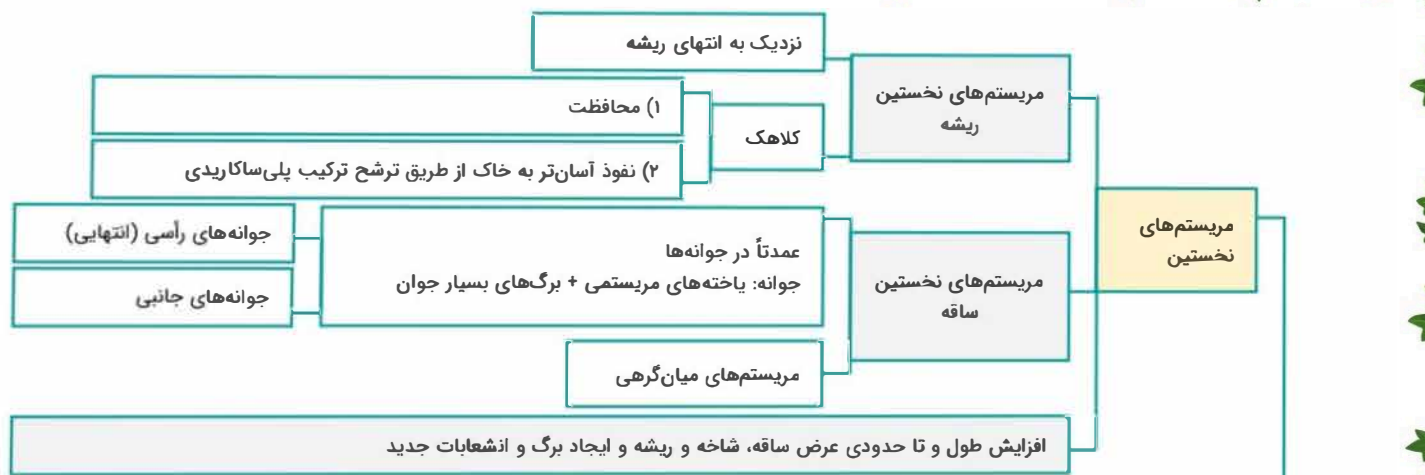 مریستم‌های
نخستین
مریستم‌های نخستین
ریشه
نزدیک به انتهای ریشه
کلاهک
۱) محافظت
۲) نفوذ آسان‌تر به خاک از طریق ترشح ترکیب پلی‌ساکاریدی
مریستم‌های نخستین
ساقه
عمدتاً در جوانه‌ها
جوانه: یاخته‌های مریستمی + برگ‌های بسیار جوان
جوانه‌های رأسی (انتهایی)
جوانه‌های جانبی
مریستم‌های میان‌گرهی
افزایش طول و تا حدودی عرض ساقه، شاخه و ریشه و ایجاد برگ و انشعابات جدید